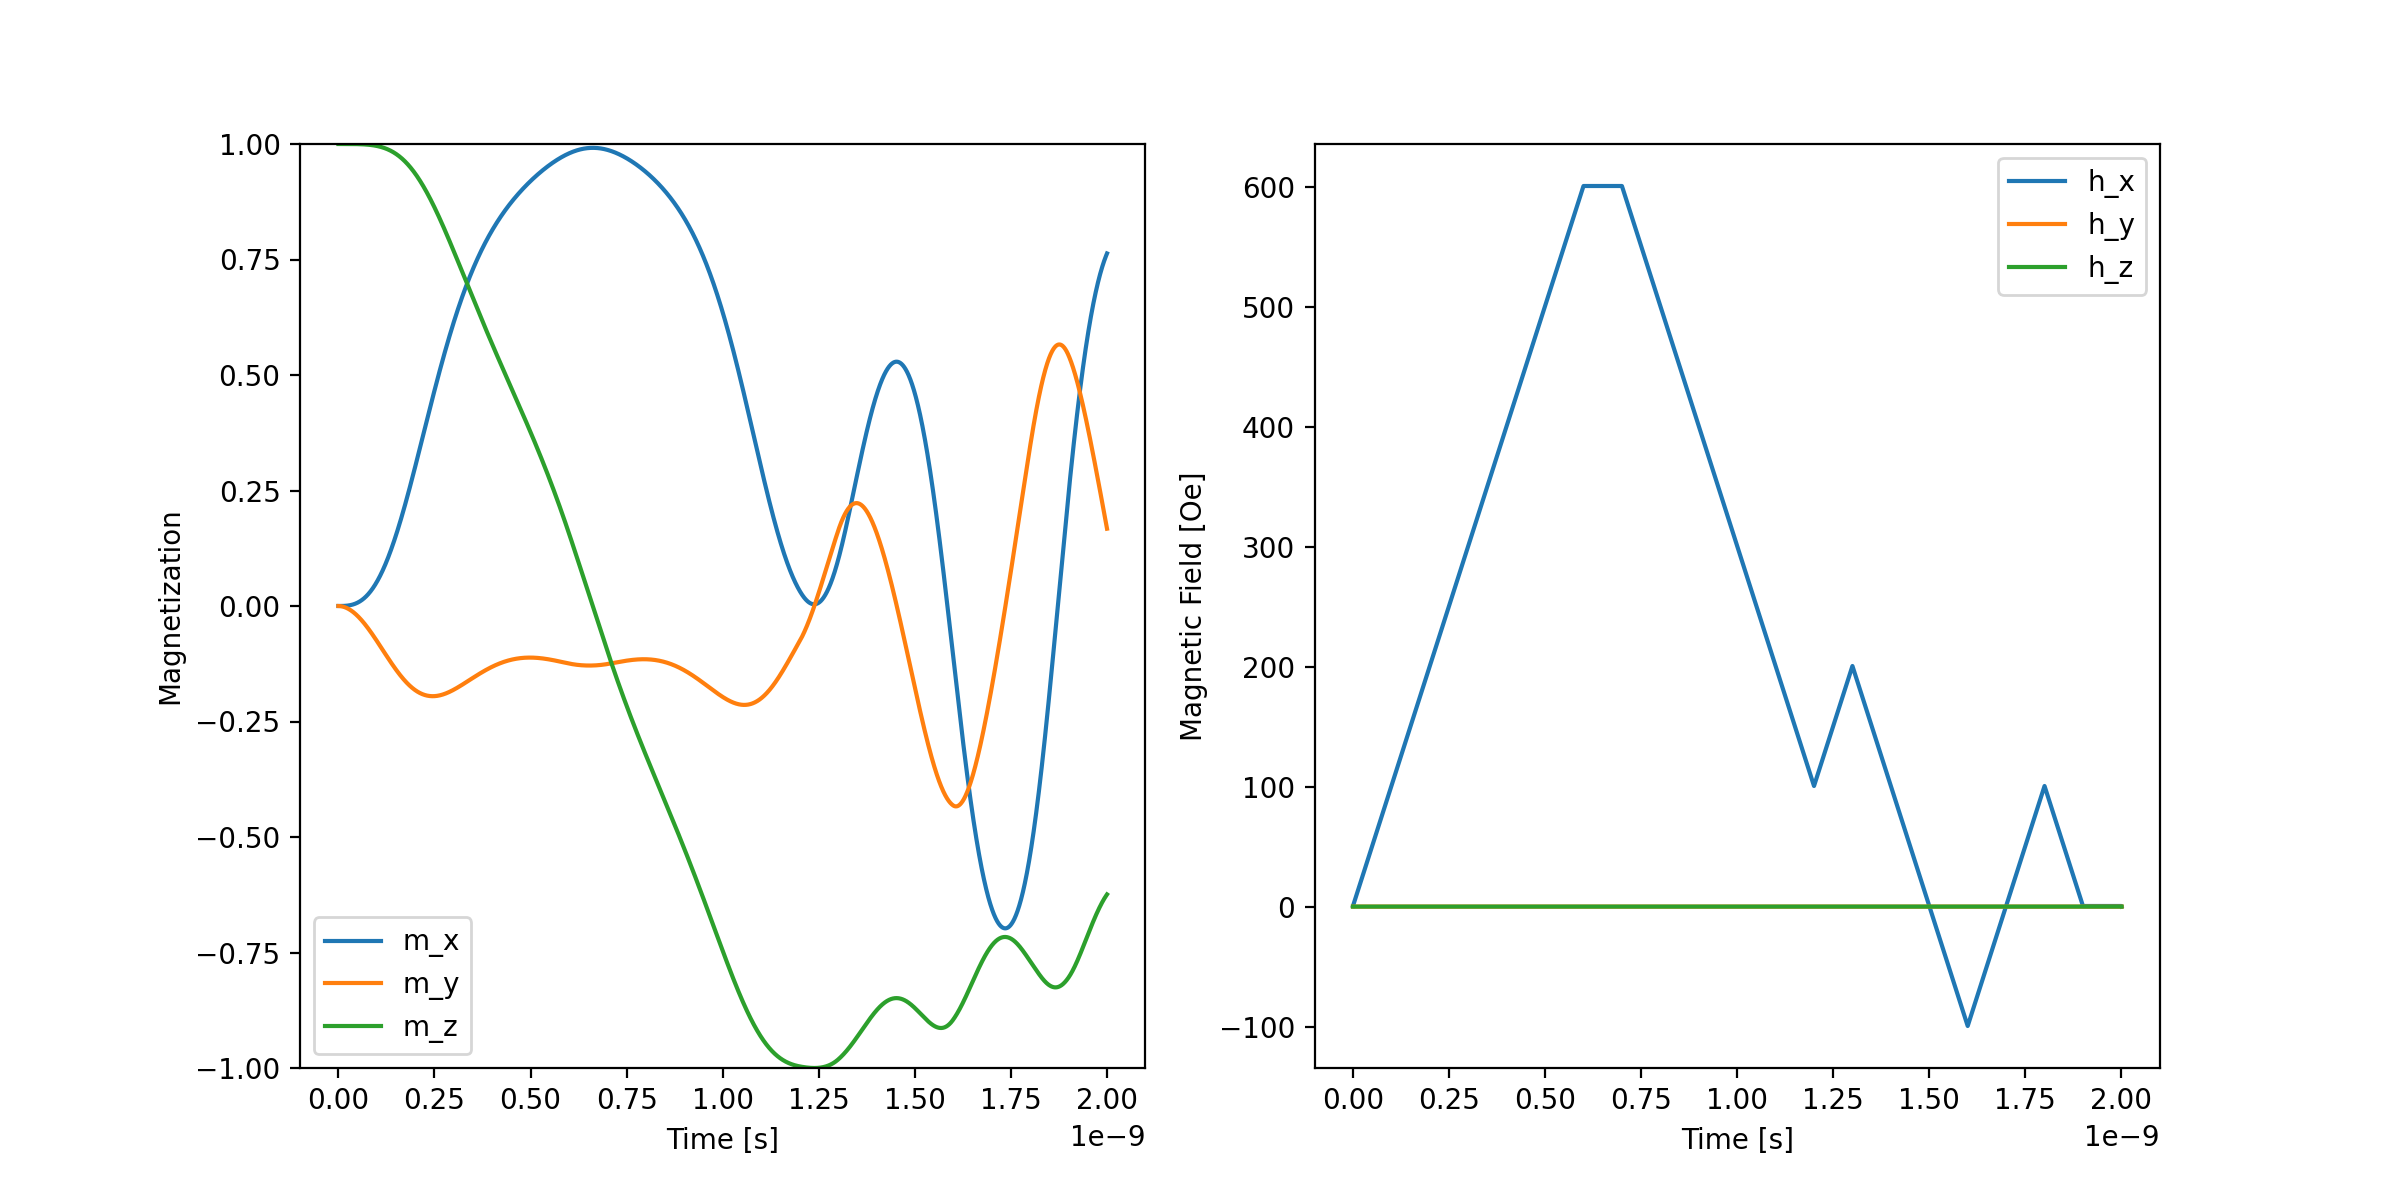 1.00
0.75
0.50
0.25
0.00
−0.25
−0.50
−0.75
−1.00
Magnetization
m_x
m_y
m_z
0.00 0.25 0.50 0.75 1.00 1.25 1.50 1.75 2.00
Time [s]
1e−9
600
500
400
300
200
100
0
−100
Magnetic Field [Oe]
h_x
h_y
h_z
0.00 0.25 0.50 0.75 1.00 1.25 1.50 1.75 2.00
Time [s]
1e−9